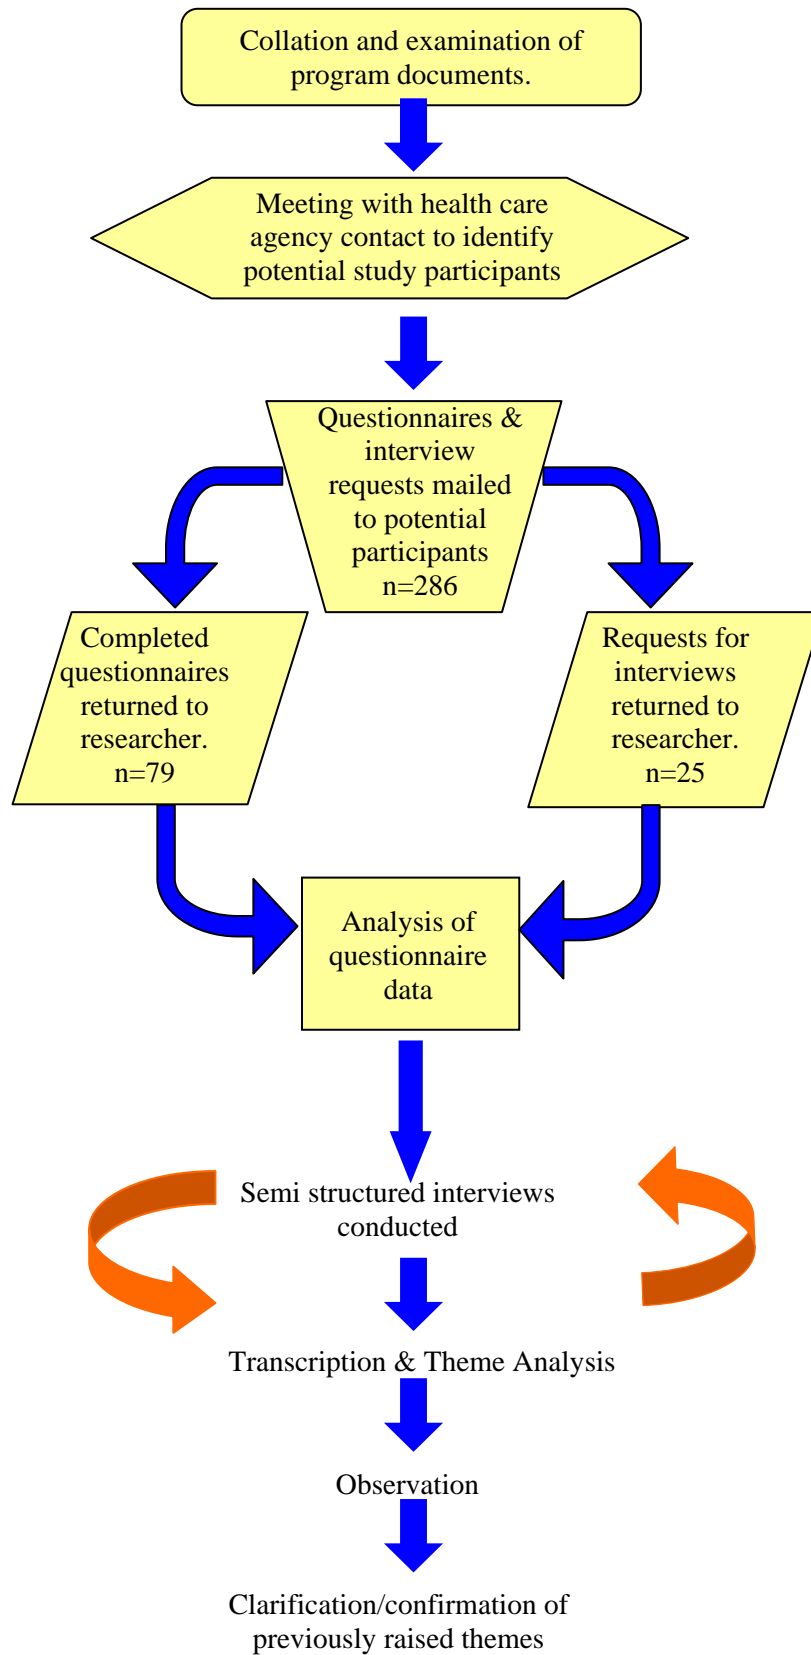 Collation and examination of
program documents.
Meeting with health care
agency contact to identify
potential study participants
Questionnaires &
interview
requests mailed
to potential
participants
n=286
Completed
questionnaires
returned to
researcher.
n=79
Requests for
interviews
returned to
researcher.
n=25
Analysis of
questionnaire
data
Semi structured interviews
conducted
Transcription & Theme Analysis
Observation
Clarification/confirmation of
previously raised themes